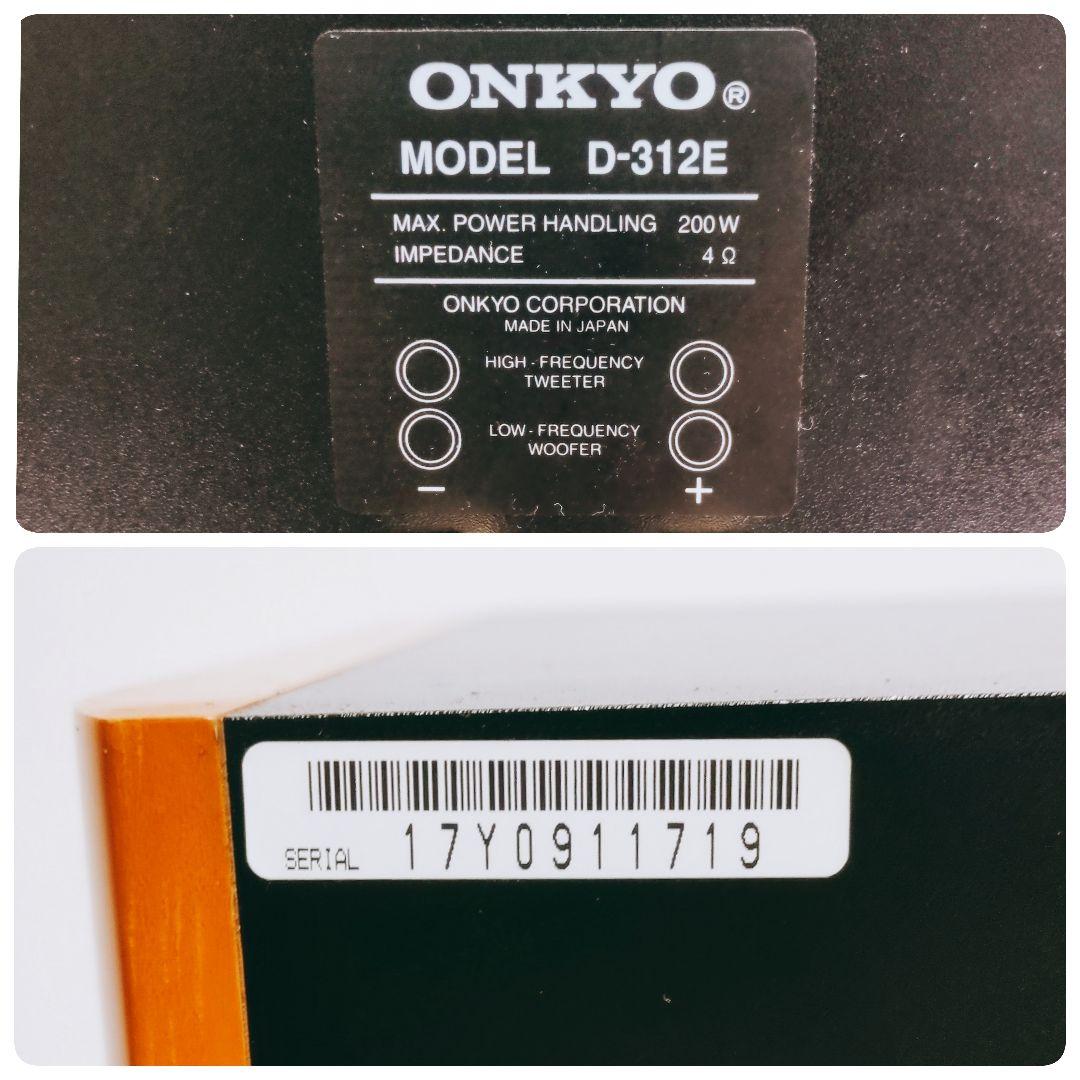 ONKYO®
MODEL D-312E
MAX. POWER HANDLING 200W
IMPEDANCE 4Ω
ONKYO CORPORATION
MADE IN JAPAN
HIGH-FREQUENCY
TWEETER
LOW-FREQUENCY
WOOFER
− +
SERIAL 17Y0911719